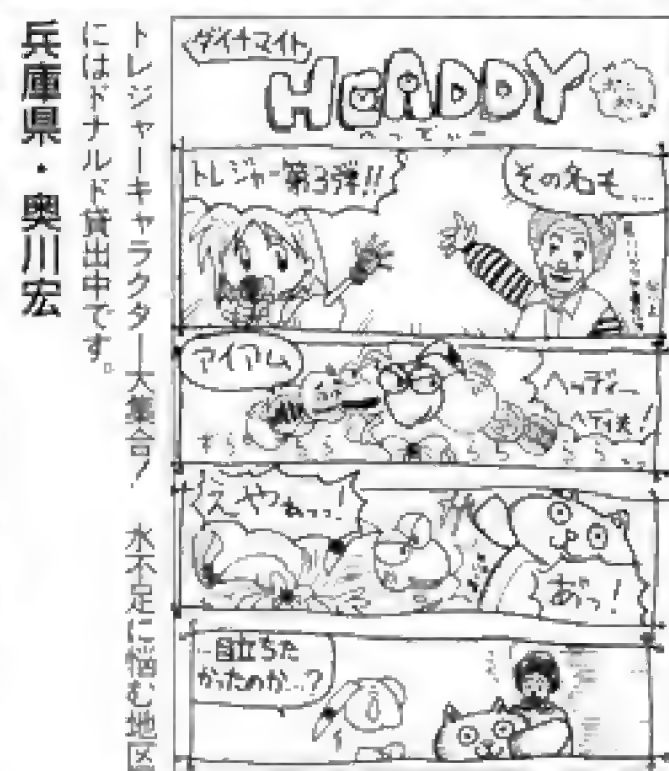 ダイナマイト
HEADDY
へっでぃー
トレジャー第3弾!!
その名も…
アイアム
ヘッディー
えやぁっっ!
あっ!
…目立ちた
かったのか…?
トレジャーキャラクター大集合! 水不足に悩む地区
にはドナルド貸出中です。
兵庫県・奥川宏